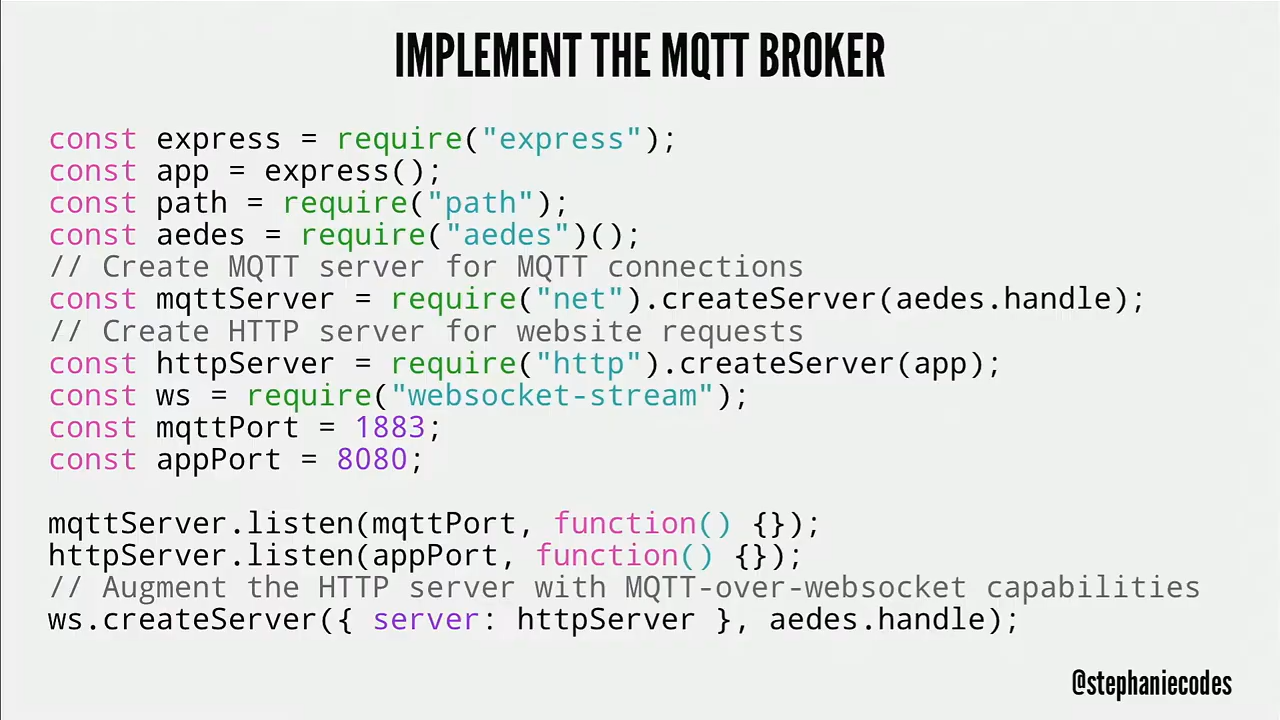 IMPLEMENT THE MQTT BROKER
const express = require("express");
const app = express();
const path = require("path");
const aedes = require("aedes")();
// Create MQTT server for MQTT connections
const mqttServer = require("net").createServer(aedes.handle);
// Create HTTP server for website requests
const httpServer = require("http").createServer(app);
const ws = require("websocket-stream");
const mqttPort = 1883;
const appPort = 8080;
mqttServer.listen(mqttPort, function() {});
httpServer.listen(appPort, function() {});
// Augment the HTTP server with MQTT-over-websocket capabilities
ws.createServer({ server: httpServer }, aedes.handle);
@stephaniecodes